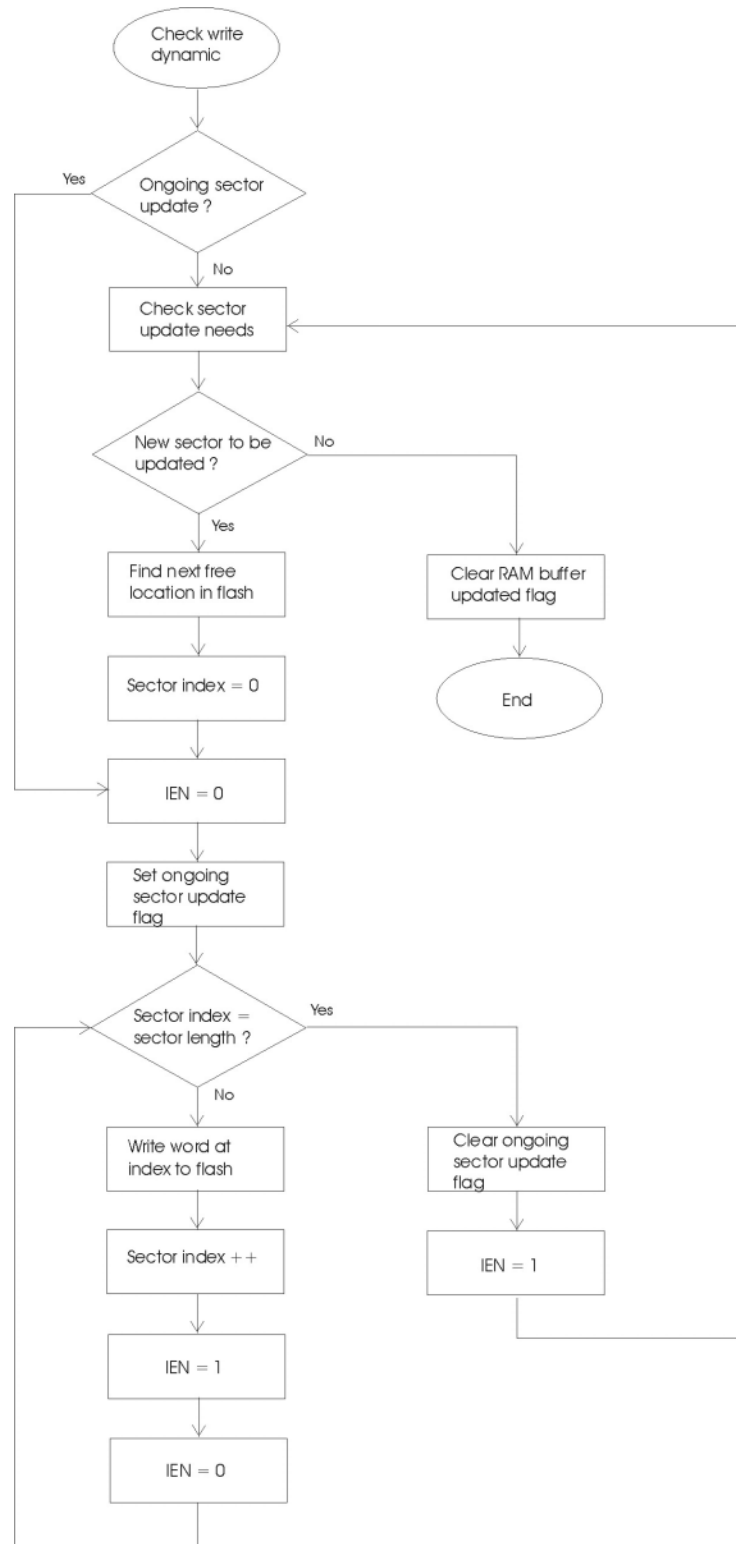 Check write
dynamic
Yes
Ongoing sector
update ?
No
Check sector
update needs
New sector to be
updated ?
No
Yes
Find next free
location in flash
Clear RAM buffer
updated flag
Sector index = 0
End
IEN = 0
Set ongoing
sector update
flag
Sector index =
sector length ?
Yes
No
Write word at
index to flash
Clear ongoing
sector update
flag
Sector index ++
IEN = 1
IEN = 1
IEN = 0